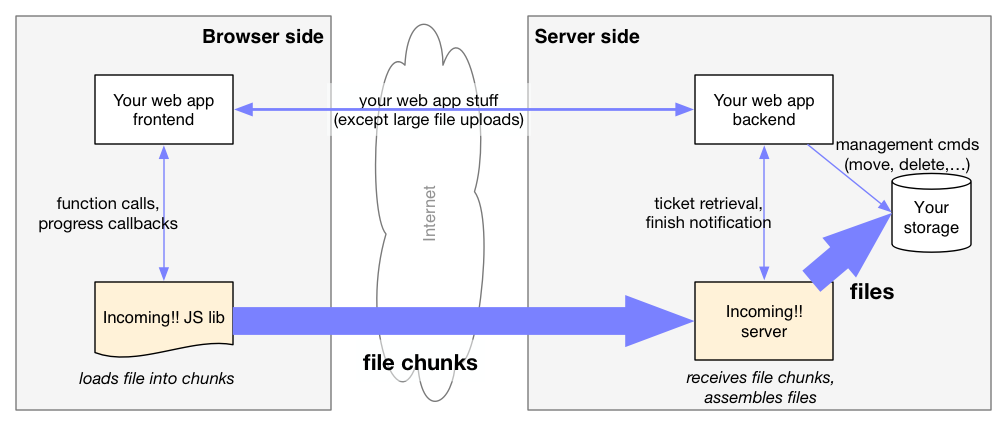 Browser side
Server side
Your web app
frontend
your web app stuff
(except large file uploads)
Your web app
backend
management cmds
(move, delete,...)
function calls,
progress callbacks
Internet
ticket retrieval,
finish notification
Your
storage
files
Incoming!! JS lib
Incoming!!
server
file chunks
loads file into chunks
receives file chunks,
assembles files